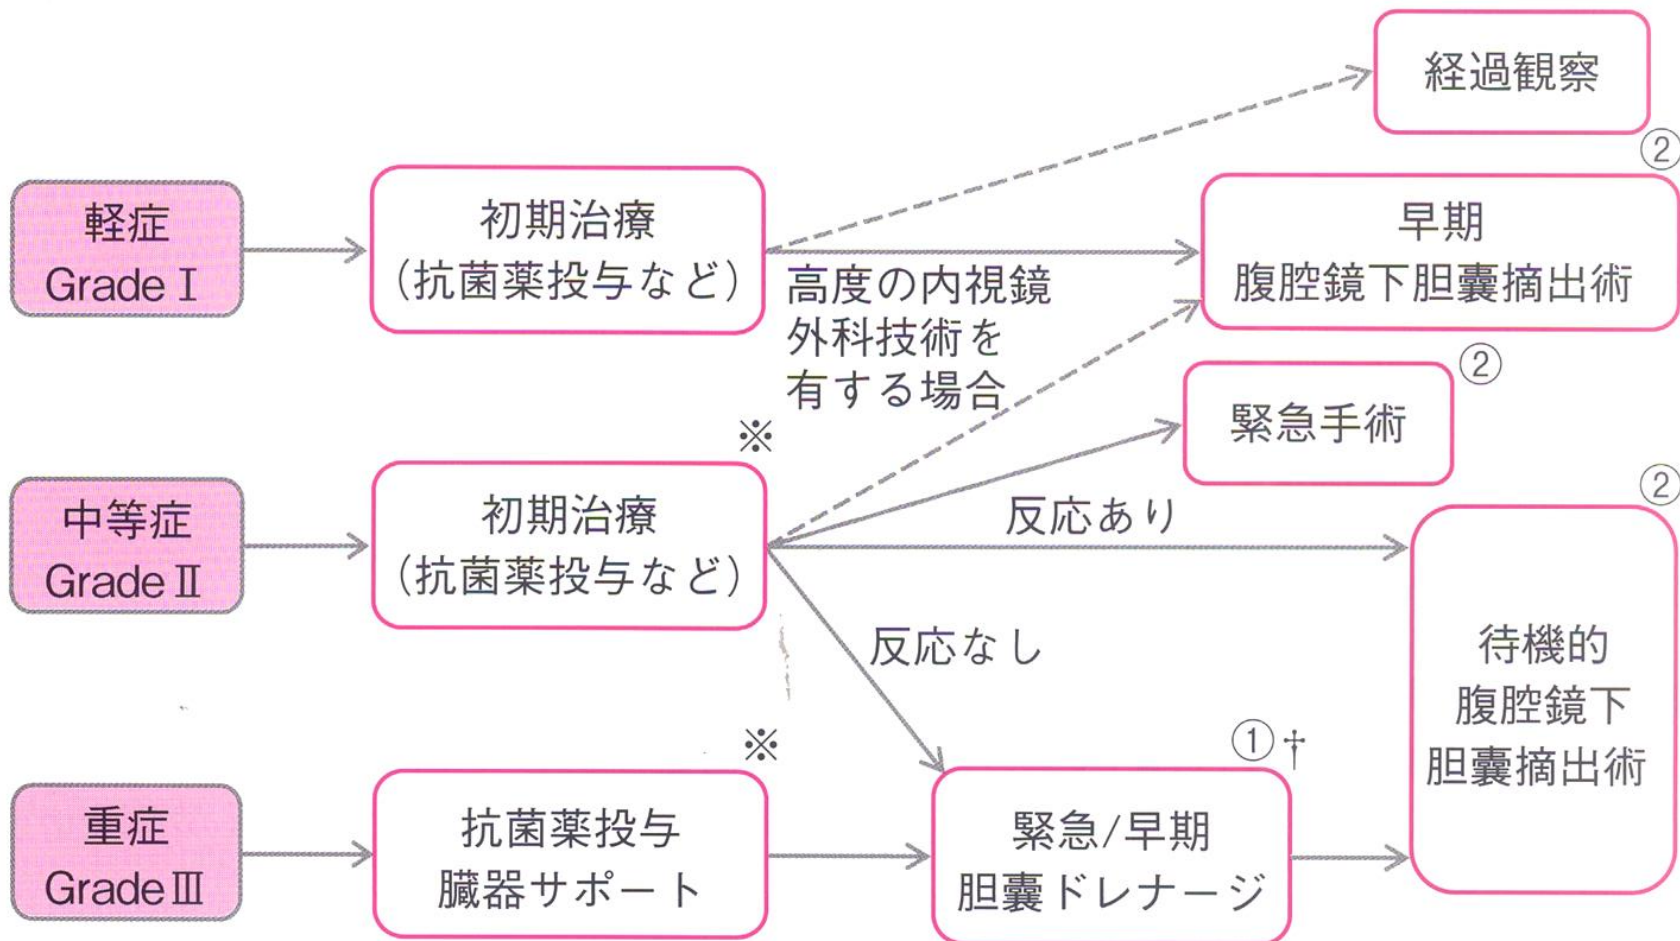 経過観察
②
軽症
Grade Ⅰ
初期治療
(抗菌薬投与など)
早期
腹腔鏡下胆嚢摘出術
高度の内視鏡
外科技術を
有する場合
②
緊急手術
※
中等症
Grade Ⅱ
初期治療
(抗菌薬投与など)
反応あり
②
反応なし
待機的
腹腔鏡下
胆嚢摘出術
※
①†
重症
Grade Ⅲ
抗菌薬投与
臓器サポート
緊急/早期
胆嚢ドレナージ